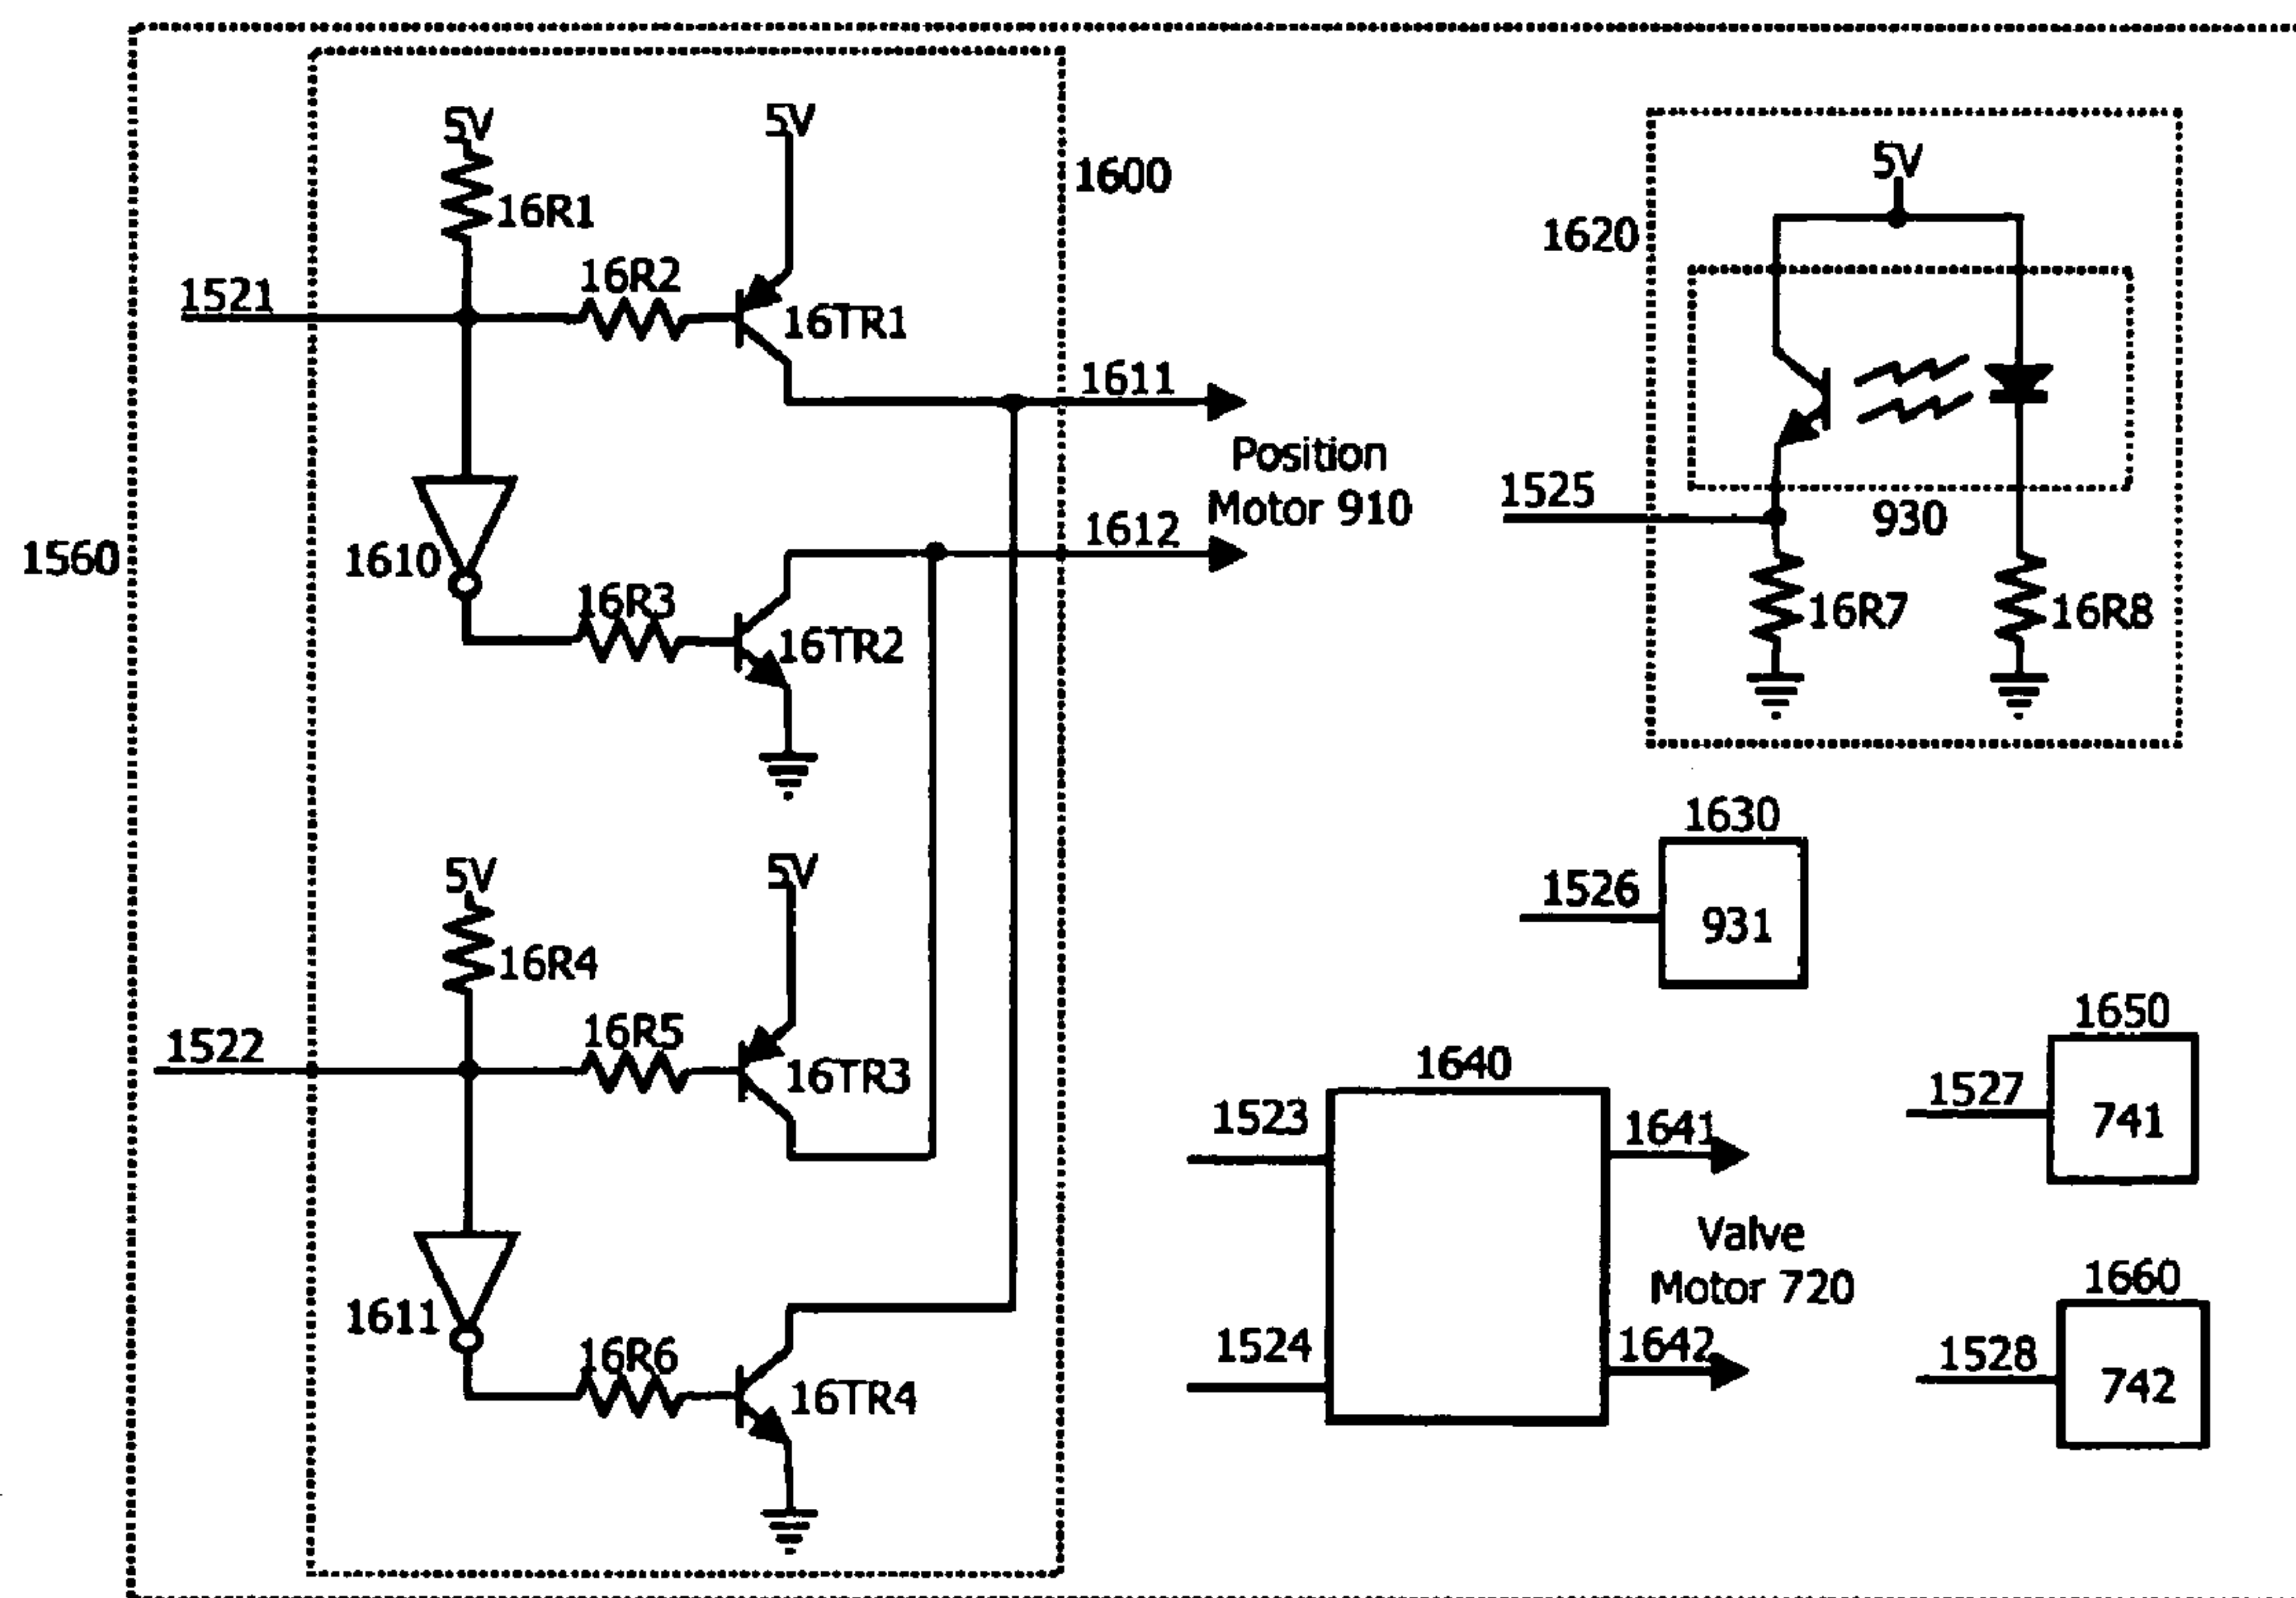 1560
1600
5V
16R1
1521
16R2
5V
16TR1
1611
Position
Motor 910
1612
1610
16R3
16TR2
5V
16R4
1522
16R5
5V
16TR3
1611
16R6
16TR4
1620
5V
1525
930
16R7
16R8
1630
1526
931
1640
1523
1524
1641
Valve
Motor 720
1642
1650
1527
741
1660
1528
742